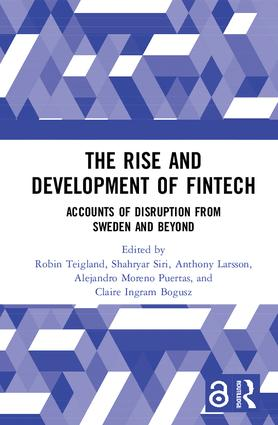 THE RISE AND
DEVELOPMENT OF FINTECH
ACCOUNTS OF DISRUPTION FROM
SWEDEN AND BEYOND
Edited by
Robin Teigland, Shahryar Siri, Anthony Larsson,
Alejandro Moreno Puertas, and
Claire Ingram Bogusz
ROUTLEDGE